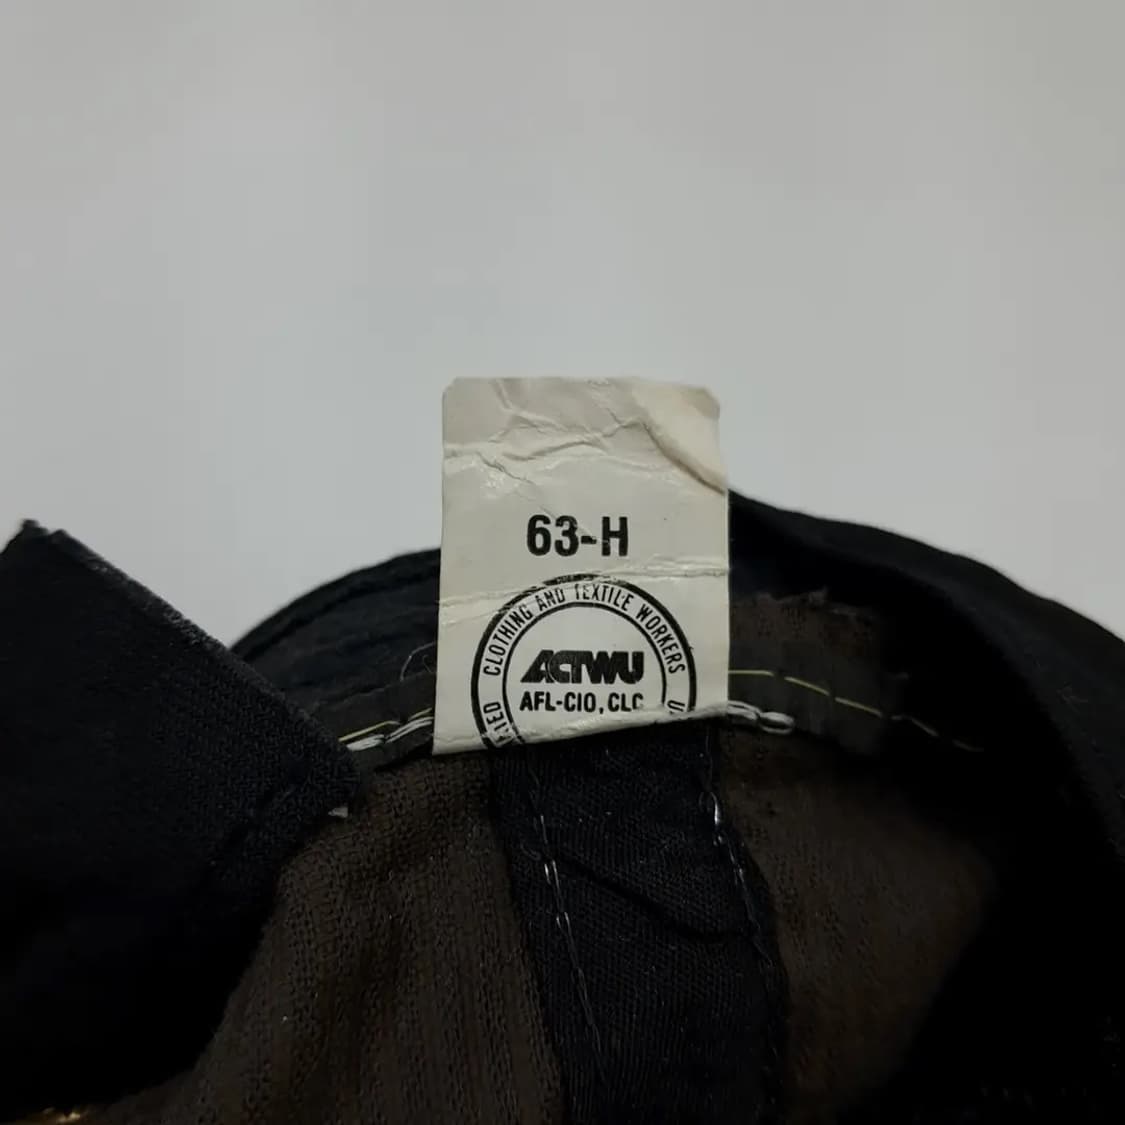 63-H
CLOTHING AND TEXTILE WORKERS
ACTWU
AFL-CIO, CLC